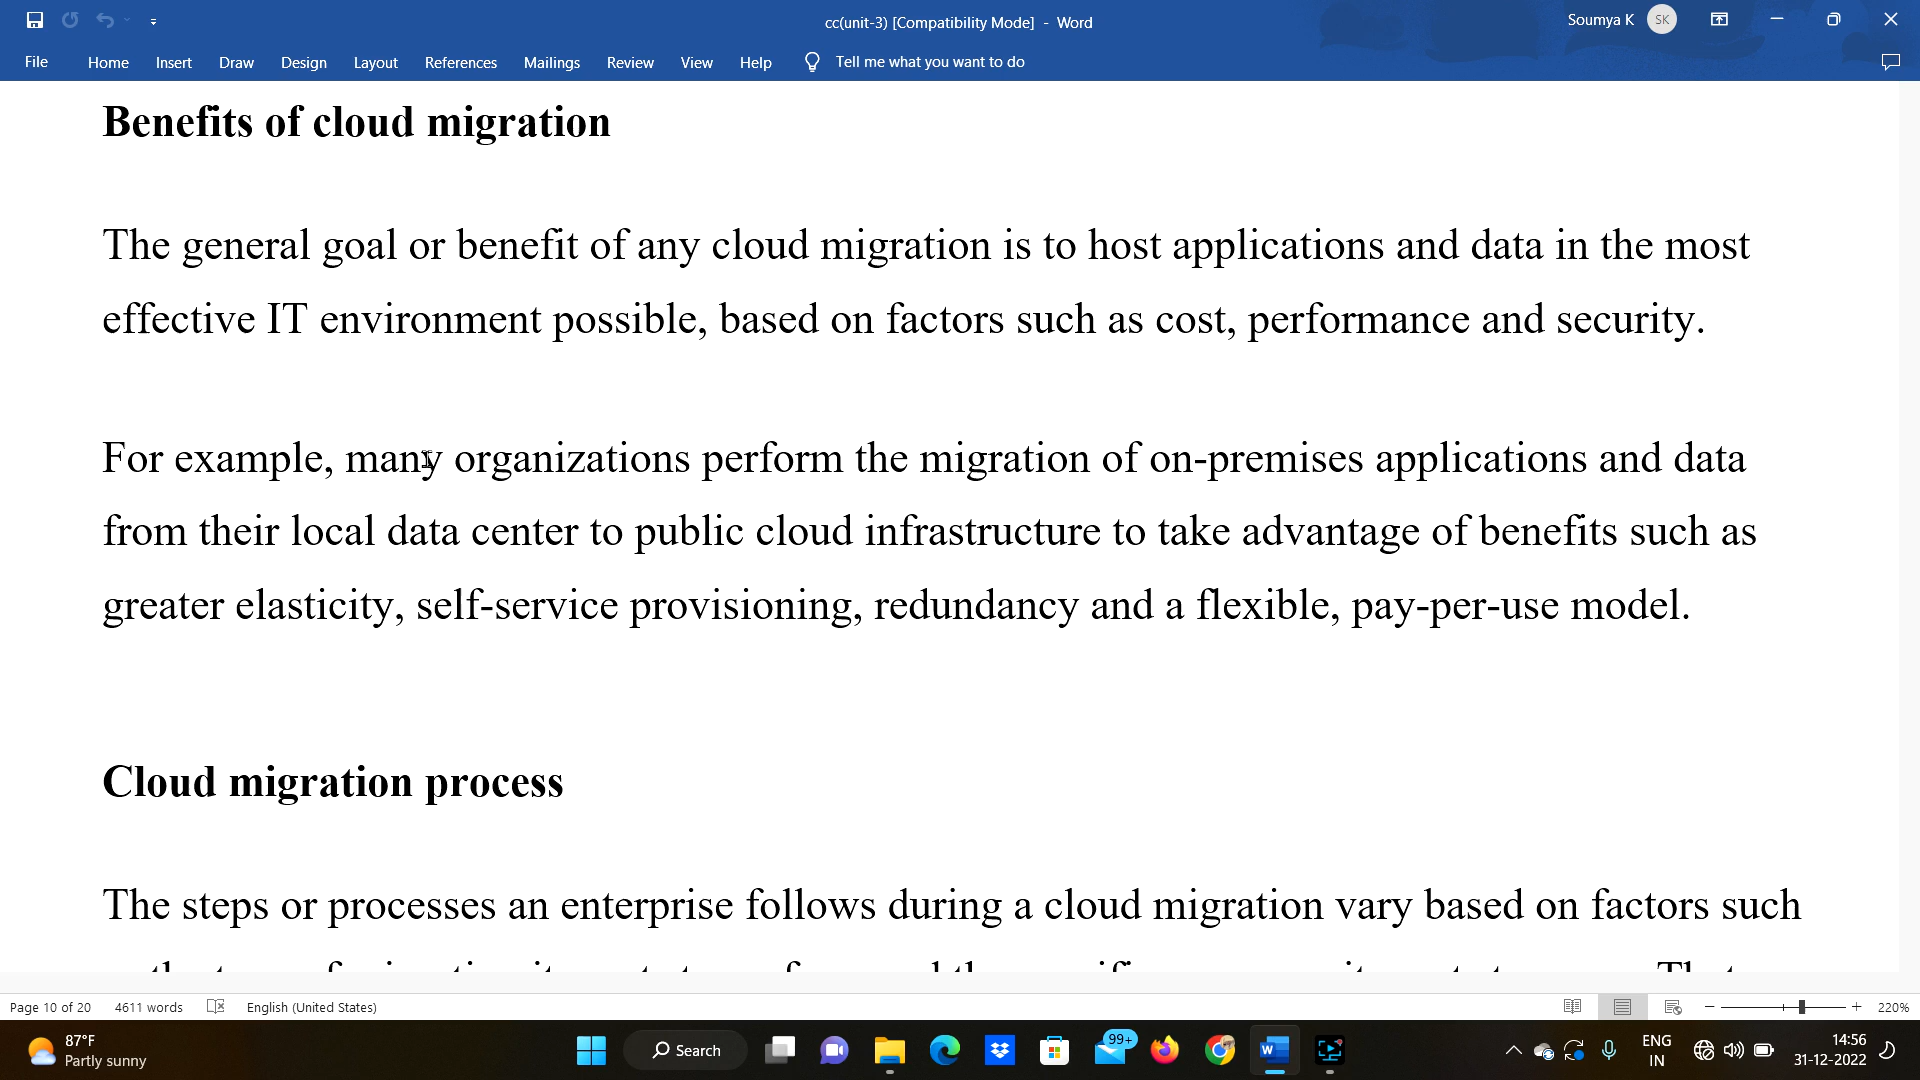 cc(unit-3) [Compatibility Mode] - Word
Soumya K SK
File Home Insert Draw Design Layout References Mailings Review View Help Tell me what you want to do
Benefits of cloud migration
The general goal or benefit of any cloud migration is to host applications and data in the most
effective IT environment possible, based on factors such as cost, performance and security.
For example, many organizations perform the migration of on-premises applications and data
from their local data center to public cloud infrastructure to take advantage of benefits such as
greater elasticity, self-service provisioning, redundancy and a flexible, pay-per-use model.
Cloud migration process
The steps or processes an enterprise follows during a cloud migration vary based on factors such
Page 10 of 20 4611 words English (United States) 220%
87°F
Partly sunny
Search
99+
ENG
IN
14:56
31-12-2022